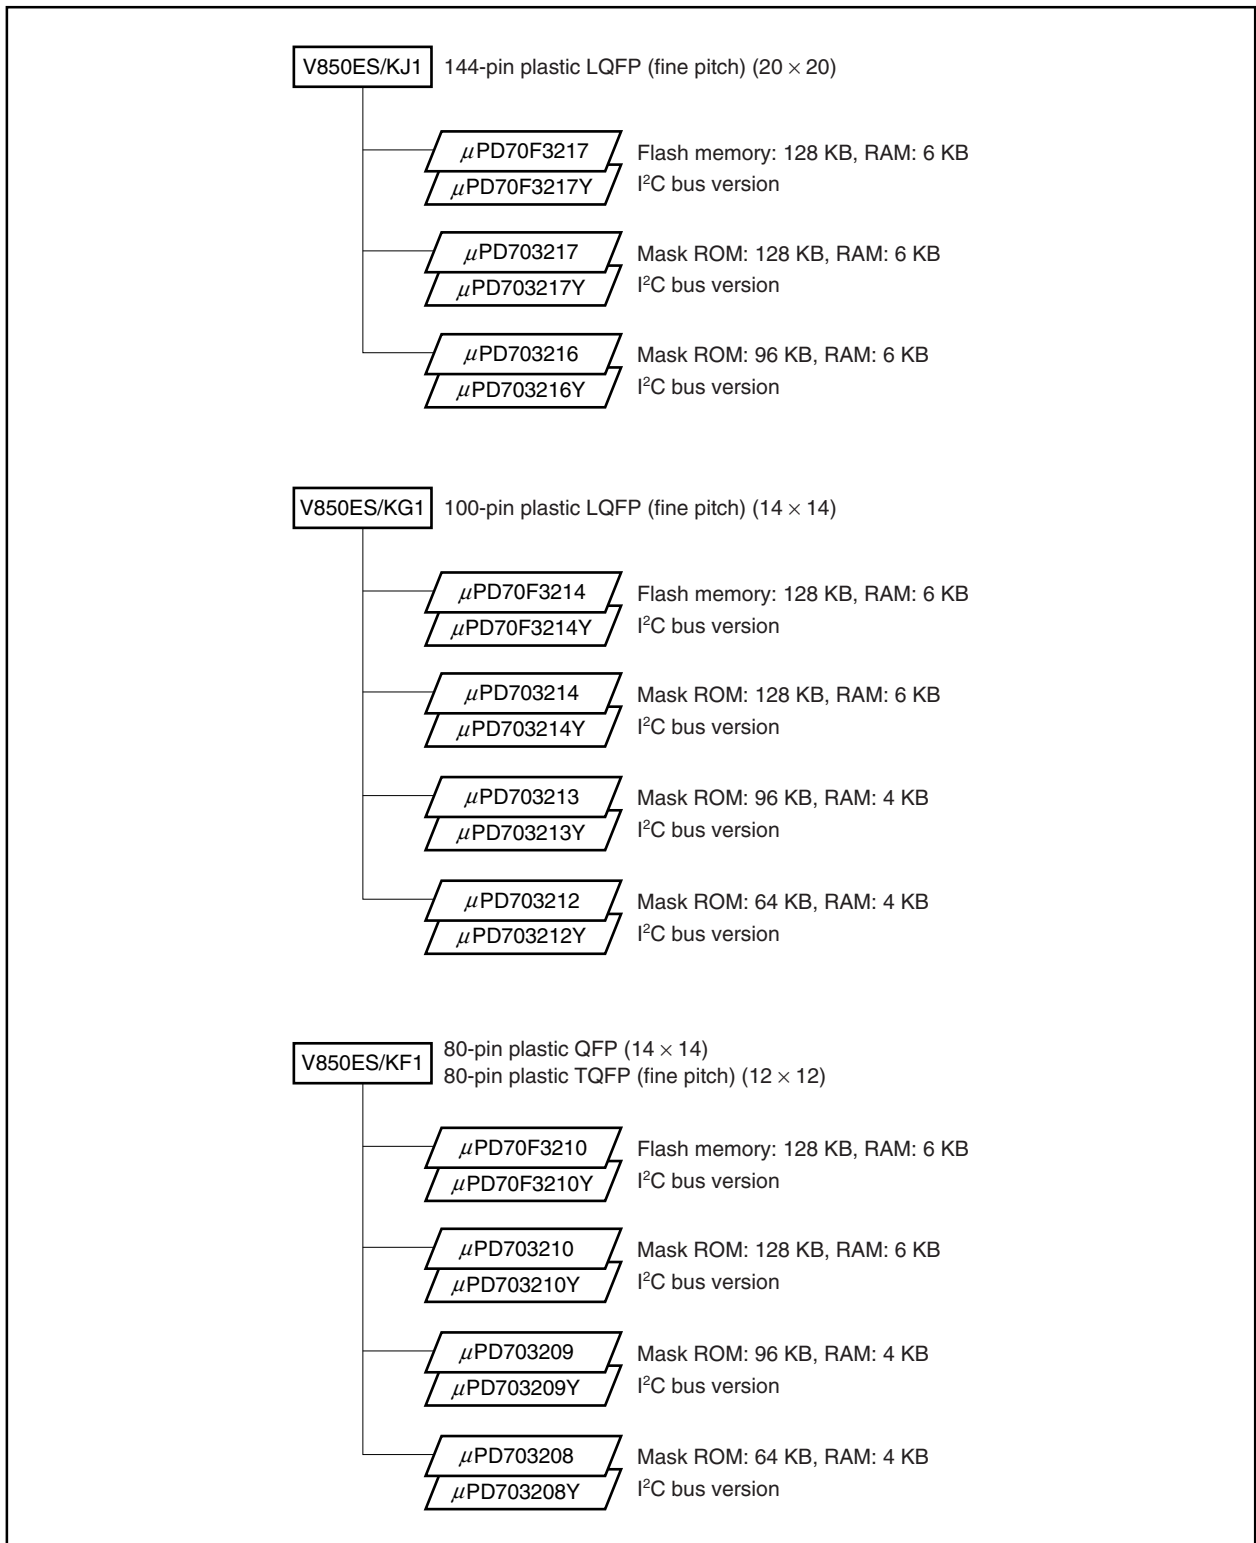 V850ES/KJ1 144-pin plastic LQFP (fine pitch) (20 × 20)
μPD70F3217 Flash memory: 128 KB, RAM: 6 KB
μPD70F3217Y I²C bus version
μPD703217 Mask ROM: 128 KB, RAM: 6 KB
μPD703217Y I²C bus version
μPD703216 Mask ROM: 96 KB, RAM: 6 KB
μPD703216Y I²C bus version
V850ES/KG1 100-pin plastic LQFP (fine pitch) (14 × 14)
μPD70F3214 Flash memory: 128 KB, RAM: 6 KB
μPD70F3214Y I²C bus version
μPD703214 Mask ROM: 128 KB, RAM: 6 KB
μPD703214Y I²C bus version
μPD703213 Mask ROM: 96 KB, RAM: 4 KB
μPD703213Y I²C bus version
μPD703212 Mask ROM: 64 KB, RAM: 4 KB
μPD703212Y I²C bus version
V850ES/KF1 80-pin plastic QFP (14 × 14)
80-pin plastic TQFP (fine pitch) (12 × 12)
μPD70F3210 Flash memory: 128 KB, RAM: 6 KB
μPD70F3210Y I²C bus version
μPD703210 Mask ROM: 128 KB, RAM: 6 KB
μPD703210Y I²C bus version
μPD703209 Mask ROM: 96 KB, RAM: 4 KB
μPD703209Y I²C bus version
μPD703208 Mask ROM: 64 KB, RAM: 4 KB
μPD703208Y I²C bus version